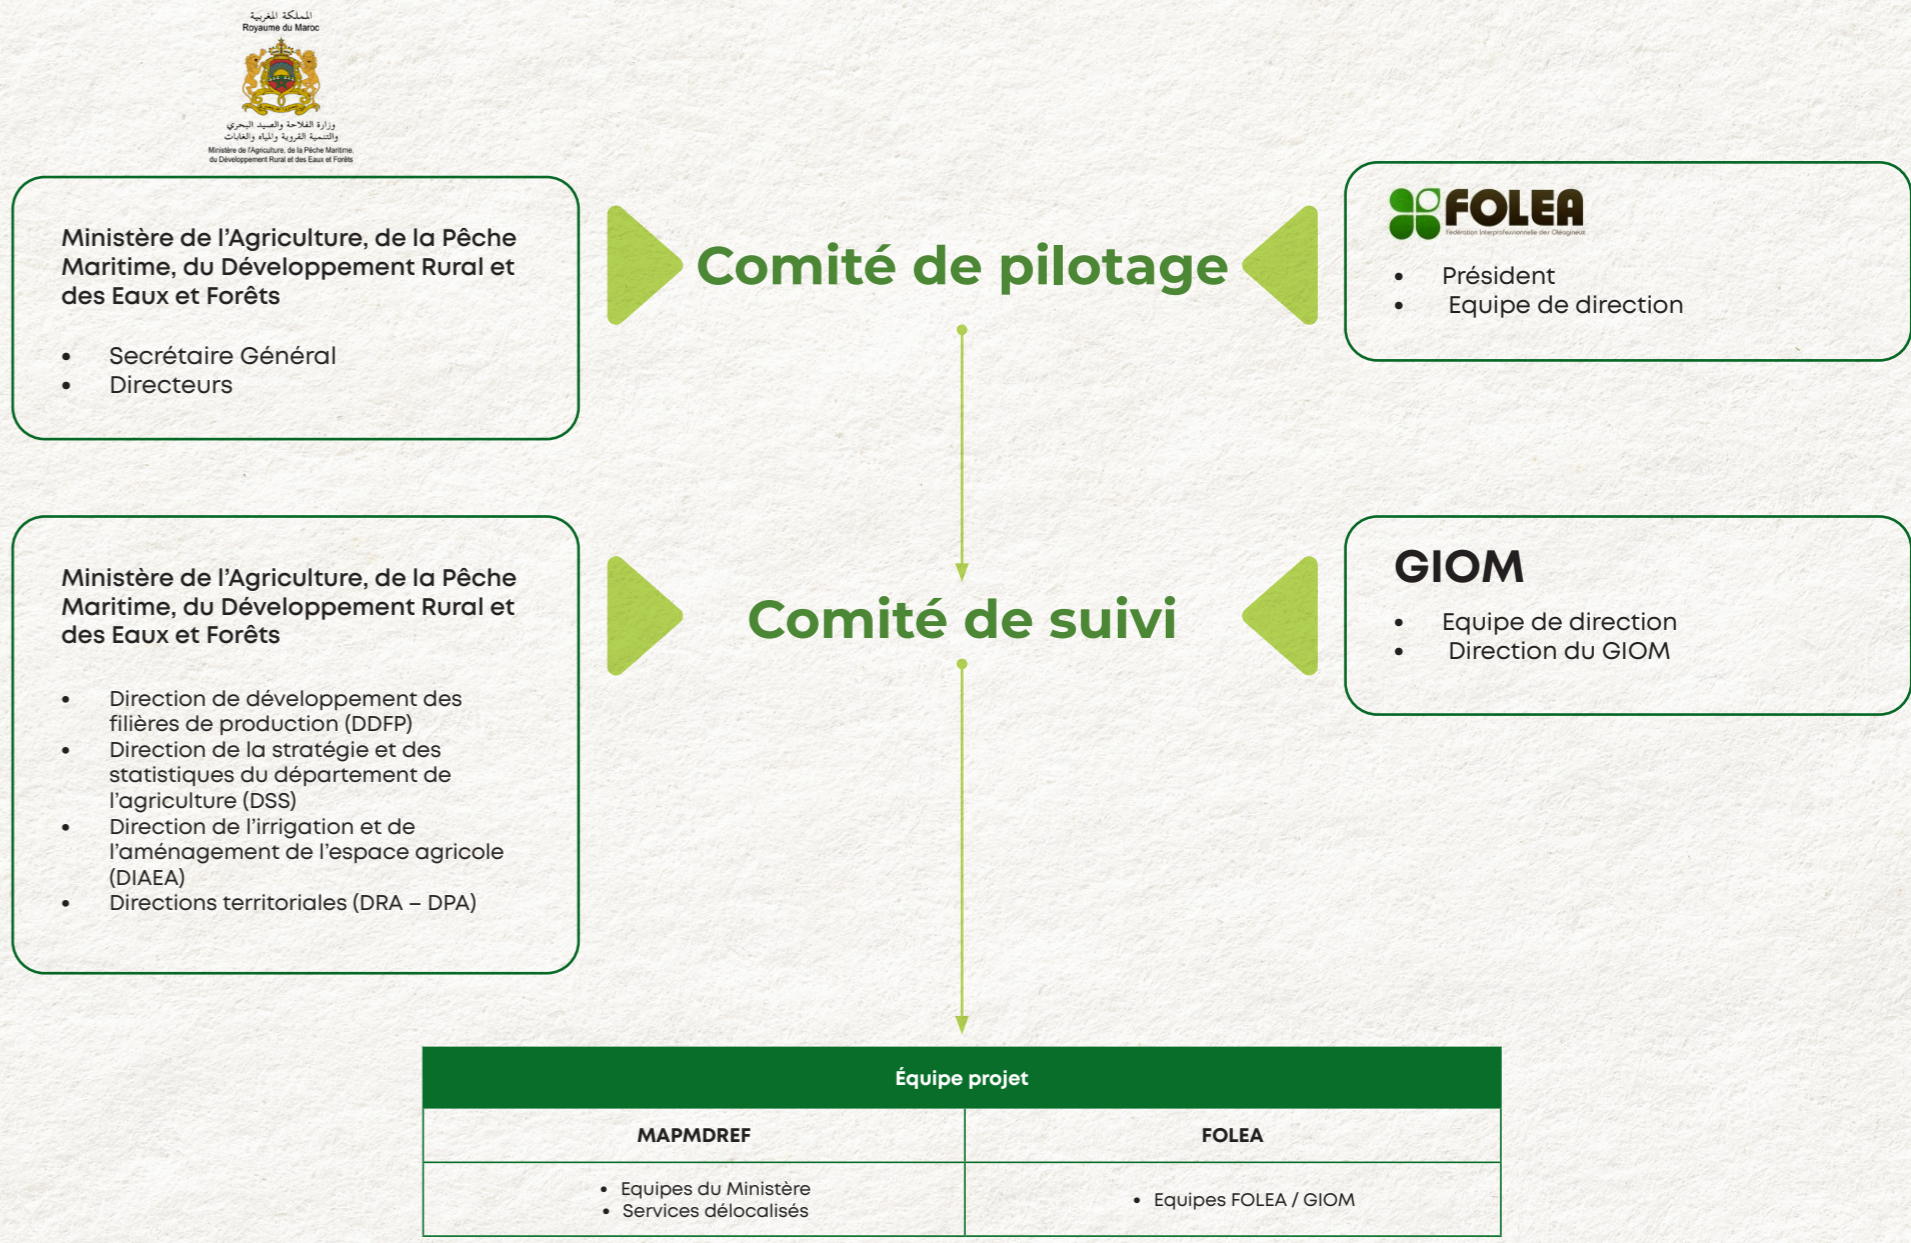 المملكة المغربية
Royaume du Maroc
وزارة الفلاحة والصيد البحري
والتنمية القروية والمياه والغابات
Ministère de l'Agriculture, de la Pêche Maritime,
du Développement Rural et des Eaux et Forêts
Ministère de l'Agriculture, de la Pêche
Maritime, du Développement Rural et
des Eaux et Forêts
• Secrétaire Général
• Directeurs
Comité de pilotage
FOLEA
Fédération Interprofessionnelle des Oléagineux
• Président
• Equipe de direction
Ministère de l'Agriculture, de la Pêche
Maritime, du Développement Rural et
des Eaux et Forêts
• Direction de développement des
filières de production (DDFP)
• Direction de la stratégie et des
statistiques du département de
l'agriculture (DSS)
• Direction de l'irrigation et de
l'aménagement de l'espace agricole
(DIAEA)
• Directions territoriales (DRA – DPA)
Comité de suivi
GIOM
• Equipe de direction
• Direction du GIOM
Équipe projet
MAPMDREF
FOLEA
• Equipes du Ministère
• Services délocalisés
• Equipes FOLEA / GIOM